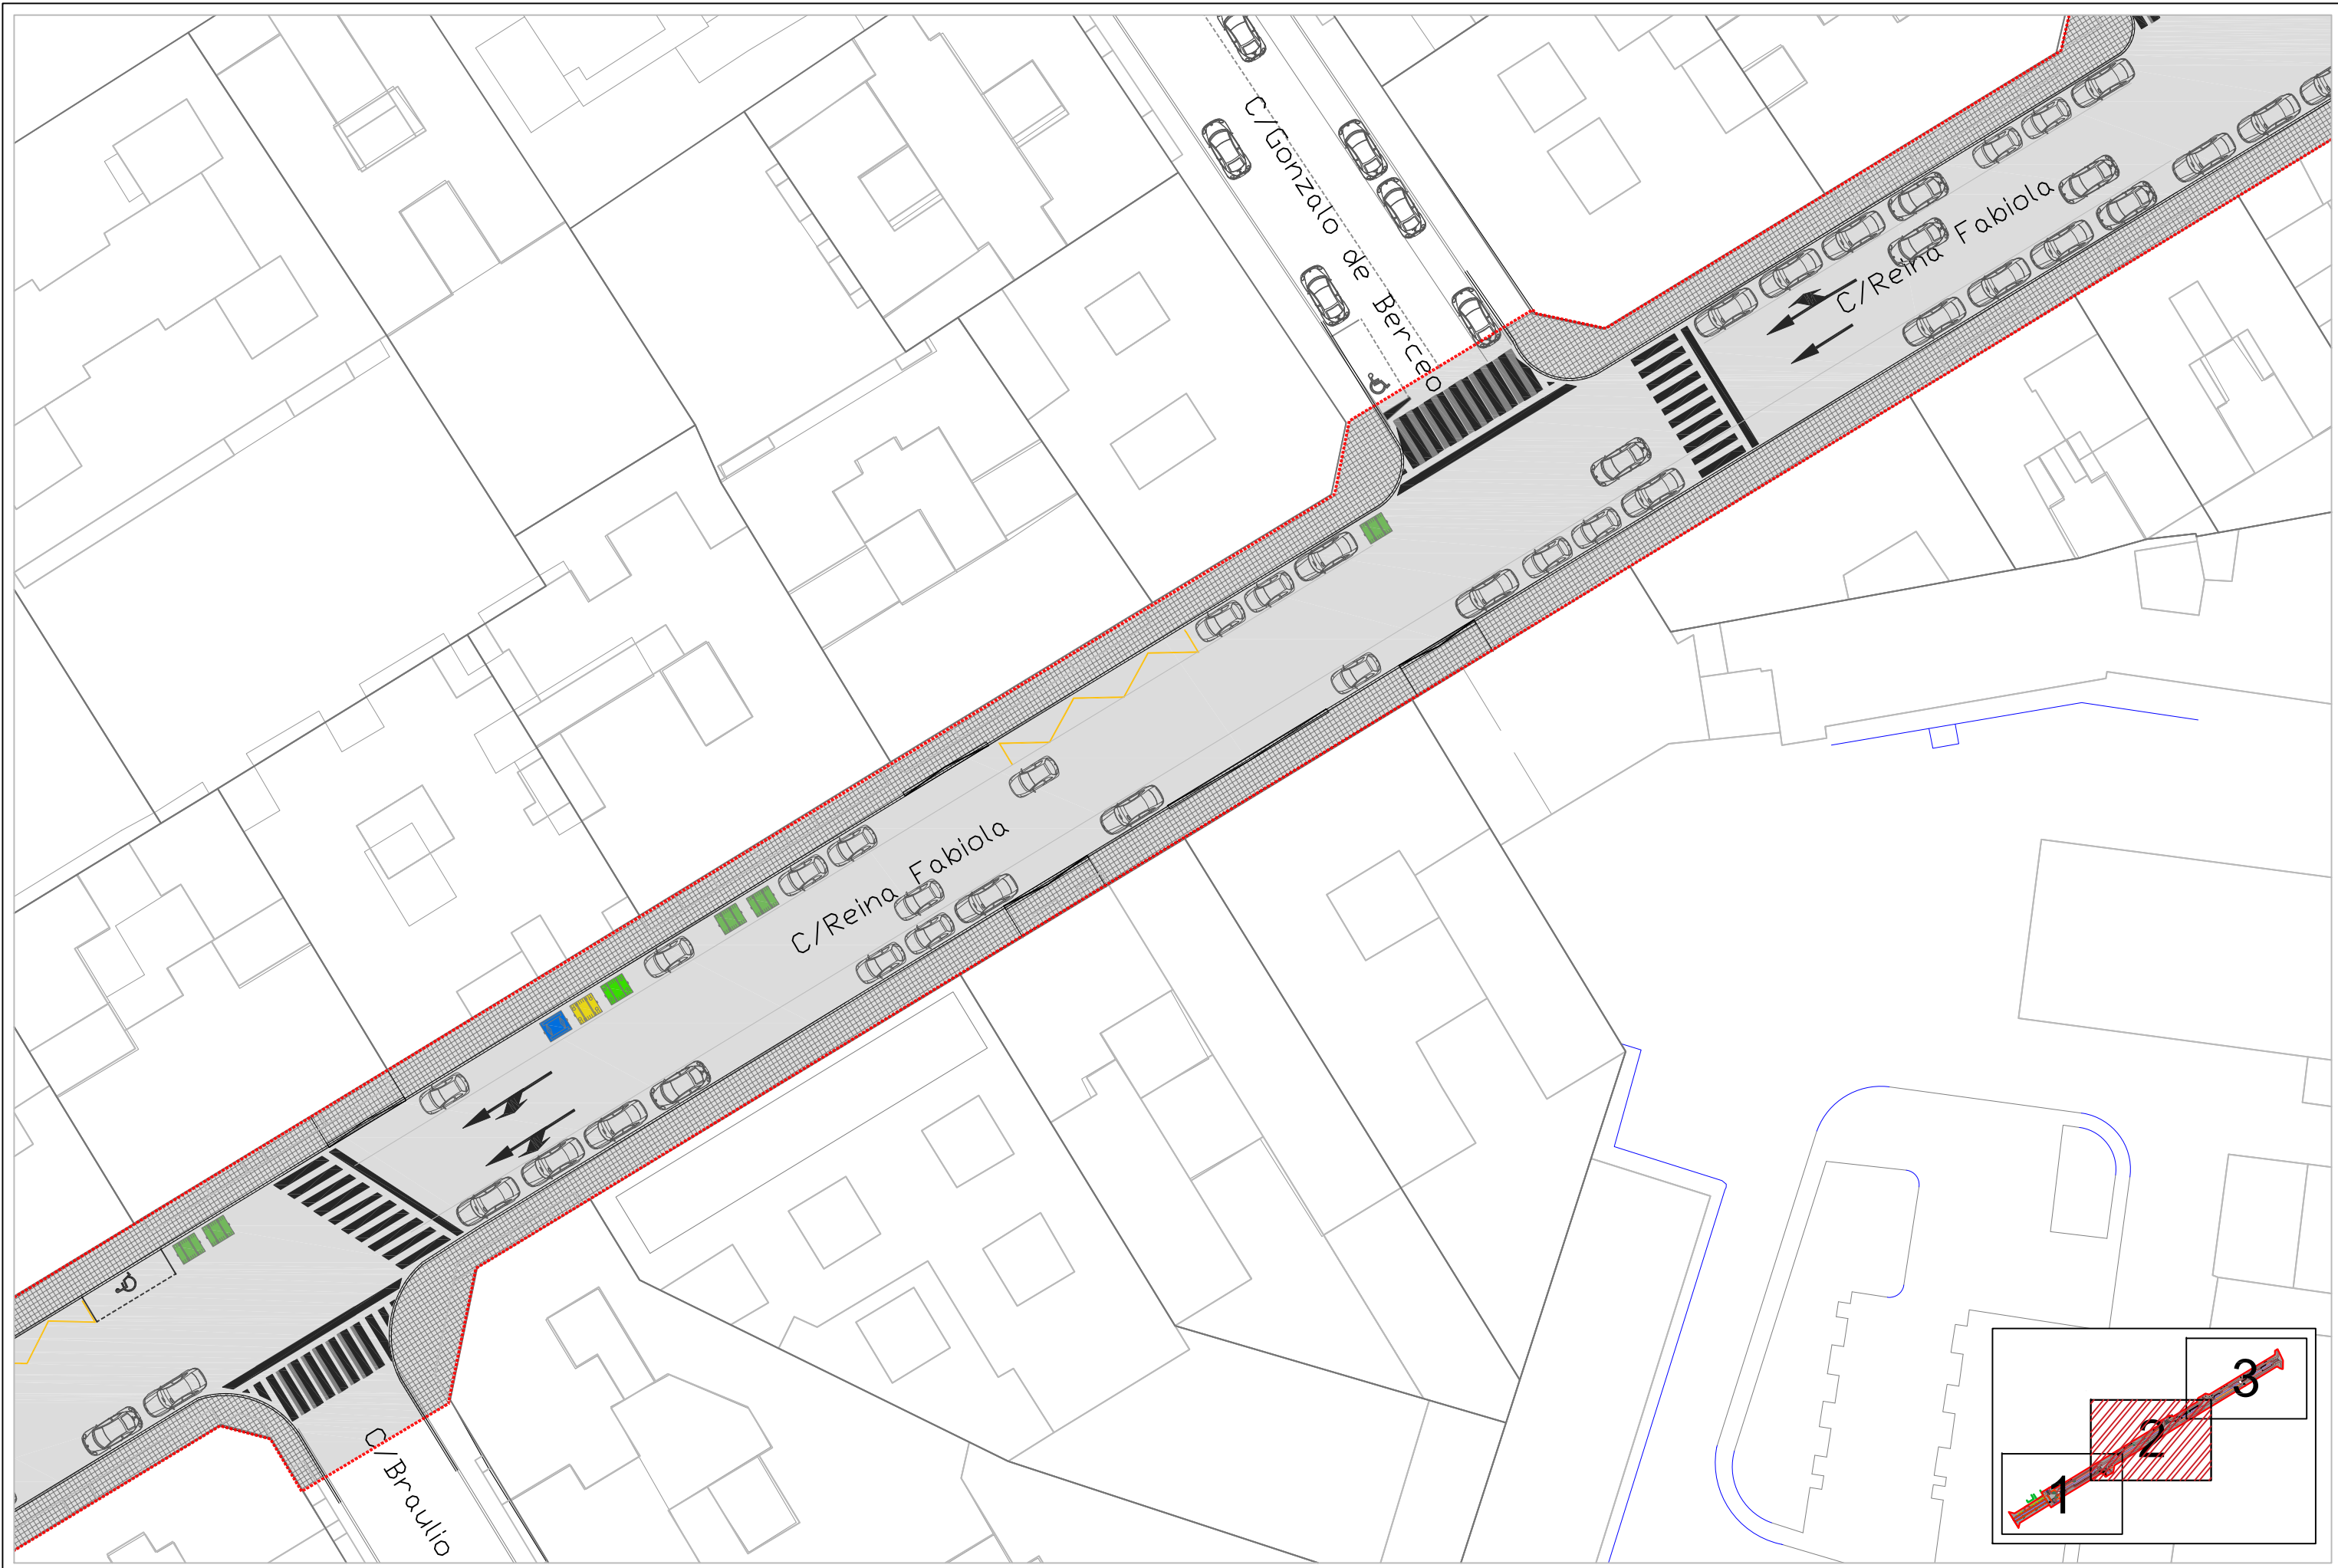 C/Gonzalo de Berceo
C/Reina Fabiola
C/Reina Fabiola
C/Braulio
3
2
1